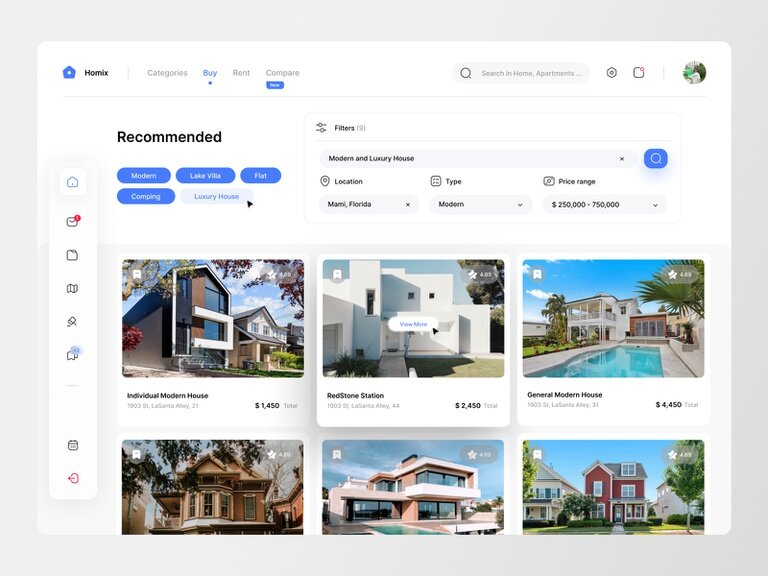 Homix
Categories
Buy
Rent
Compare
New
Search in Home, Apartments ...
Recommended
Modern
Lake Villa
Flat
Comping
Luxury House
Filters (9)
Modern and Luxury House ×
Location
Type
Price range
Mami, Florida ×
Modern
$ 250,000 - 750,000
4.69
4.69
4.69
View More
Individual Modern House
1903 St, LaSanta Alley, 21
$ 1,450 Total
RedStone Station
1903 St, LaSanta Alley, 44
$ 2,450 Total
General Modern House
1903 St, LaSanta Alley, 31
$ 4,450 Total
4.69
4.69
4.69